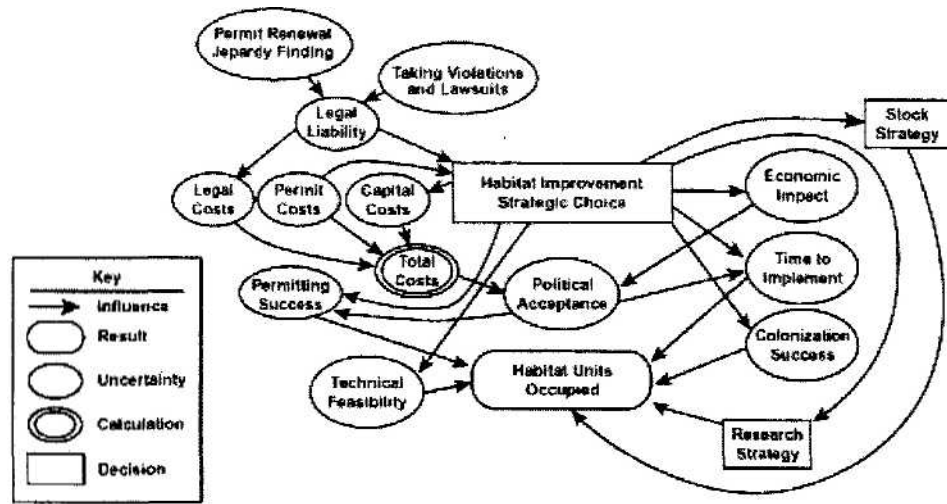 Permit Renewal
Jepardy Finding
Taking Violations
and Lawsuits
Legal
Liability
Stock
Strategy
Legal
Costs
Permit
Costs
Capital
Costs
Habitat Improvement
Strategic Choice
Economic
Impact
Total
Costs
Time to
Implement
Permitting
Success
Political
Acceptance
Colonization
Success
Technical
Feasibility
Habitat Units
Occupied
Research
Strategy
Key
Influence
Result
Uncertainty
Calculation
Decision